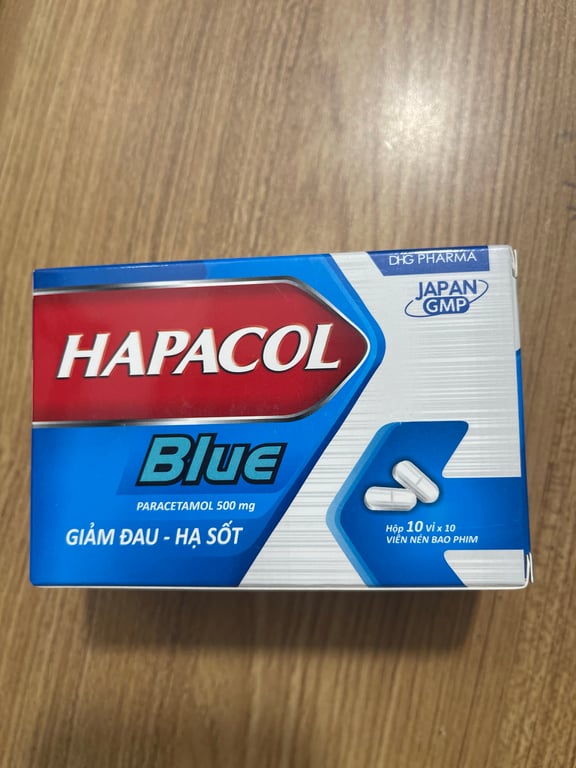 DHG PHARMA
JAPAN
GMP
HAPACOL
Blue
PARACETAMOL 500 mg
GIẢM ĐAU - HẠ SỐT
Hộp 10 vỉ x 10
VIÊN NÉN BAO PHIM